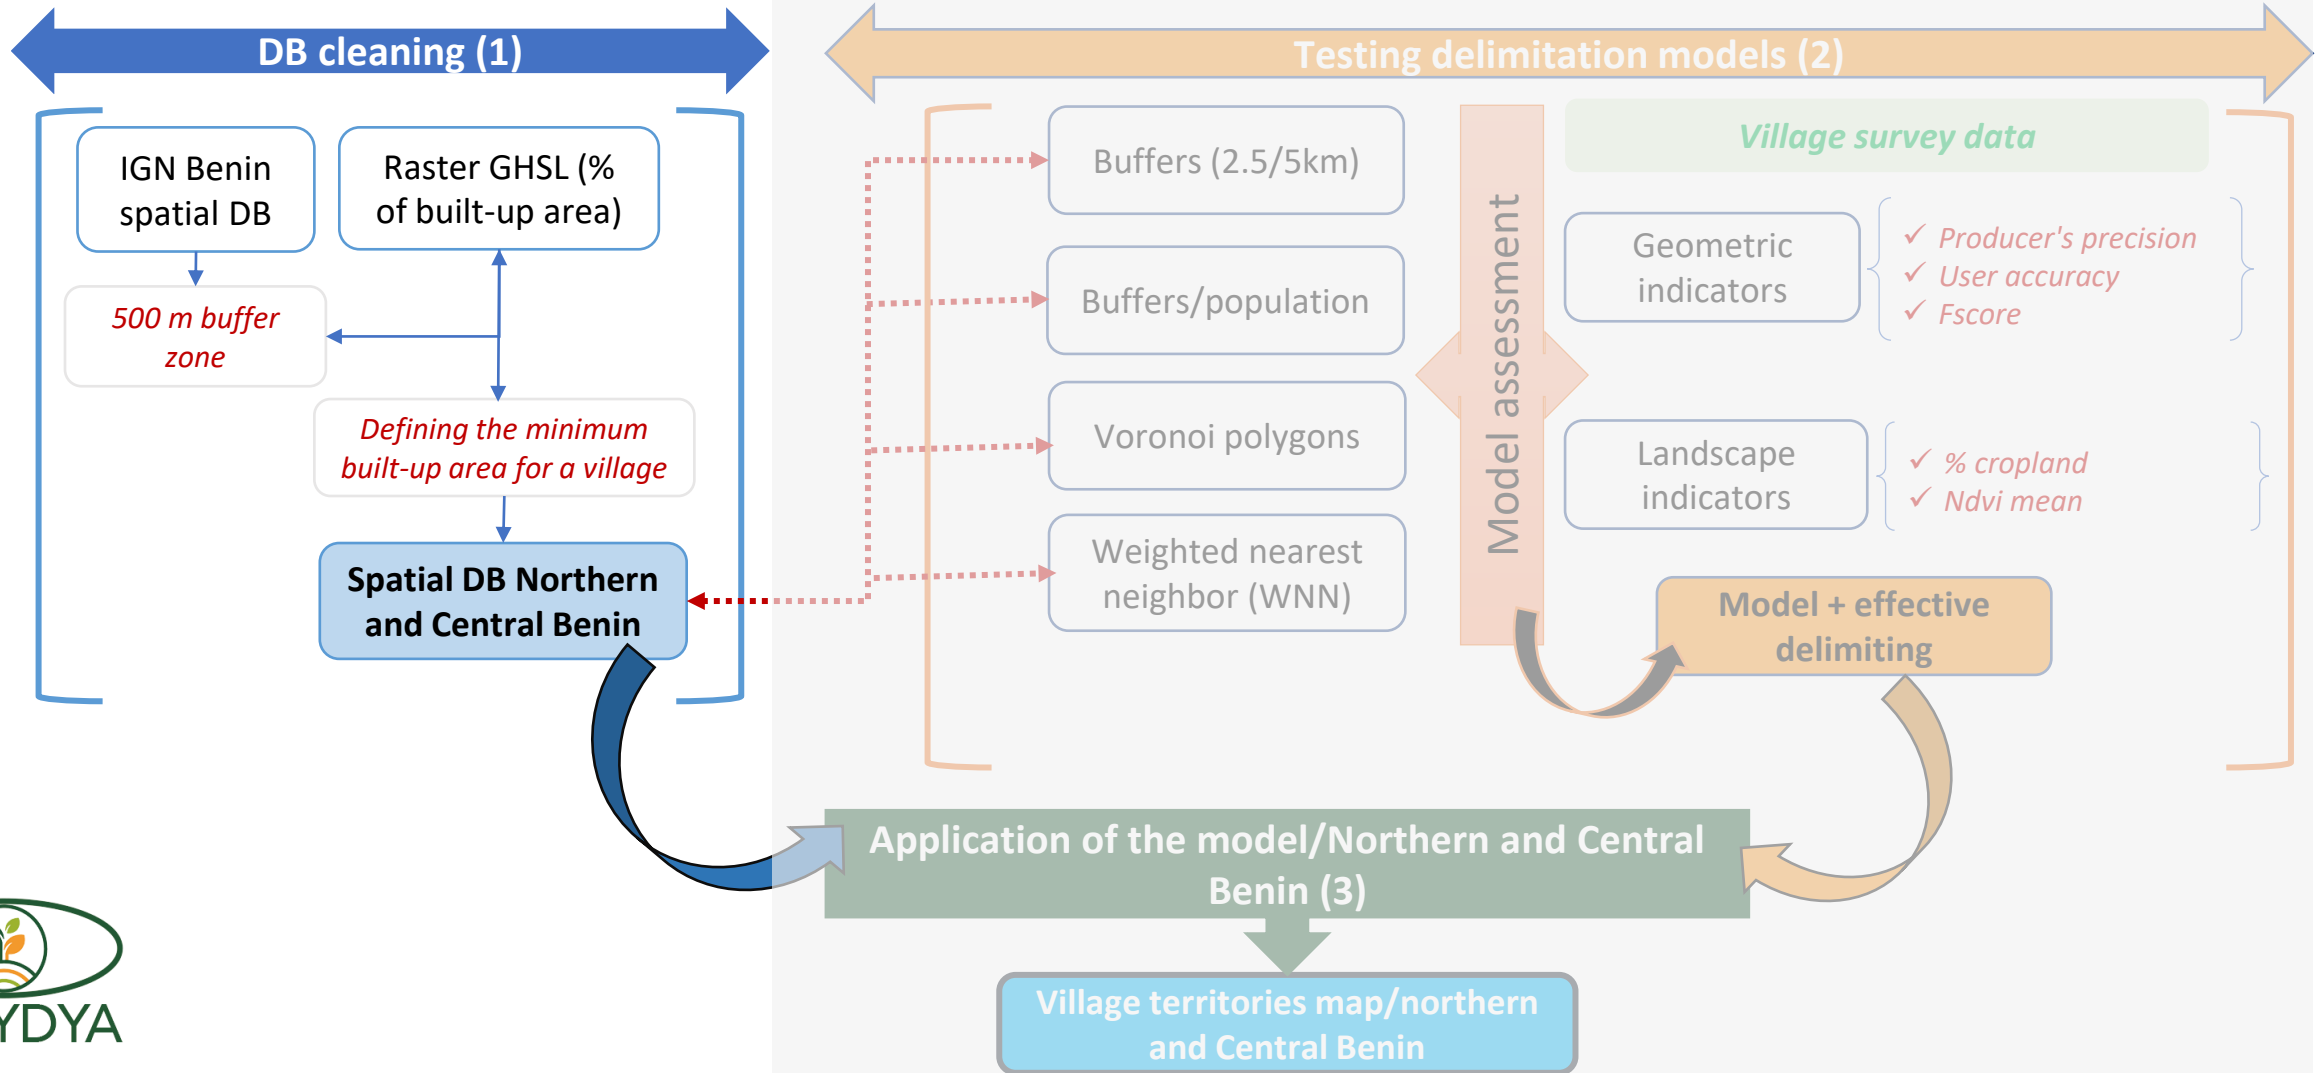 DB cleaning (1)
Testing delimitation models (2)
IGN Benin
spatial DB
Raster GHSL (%
of built-up area)
500 m buffer
zone
Defining the minimum
built-up area for a village
Spatial DB Northern
and Central Benin
Buffers (2.5/5km)
Buffers/population
Voronoi polygons
Weighted nearest
neighbor (WNN)
Model assessment
Village survey data
Geometric
indicators
✓ Producer's precision
✓ User accuracy
✓ Fscore
Landscape
indicators
✓ % cropland
✓ Ndvi mean
Model + effective
delimiting
Application of the model/Northern and Central
Benin (3)
Village territories map/northern
and Central Benin
YDYA